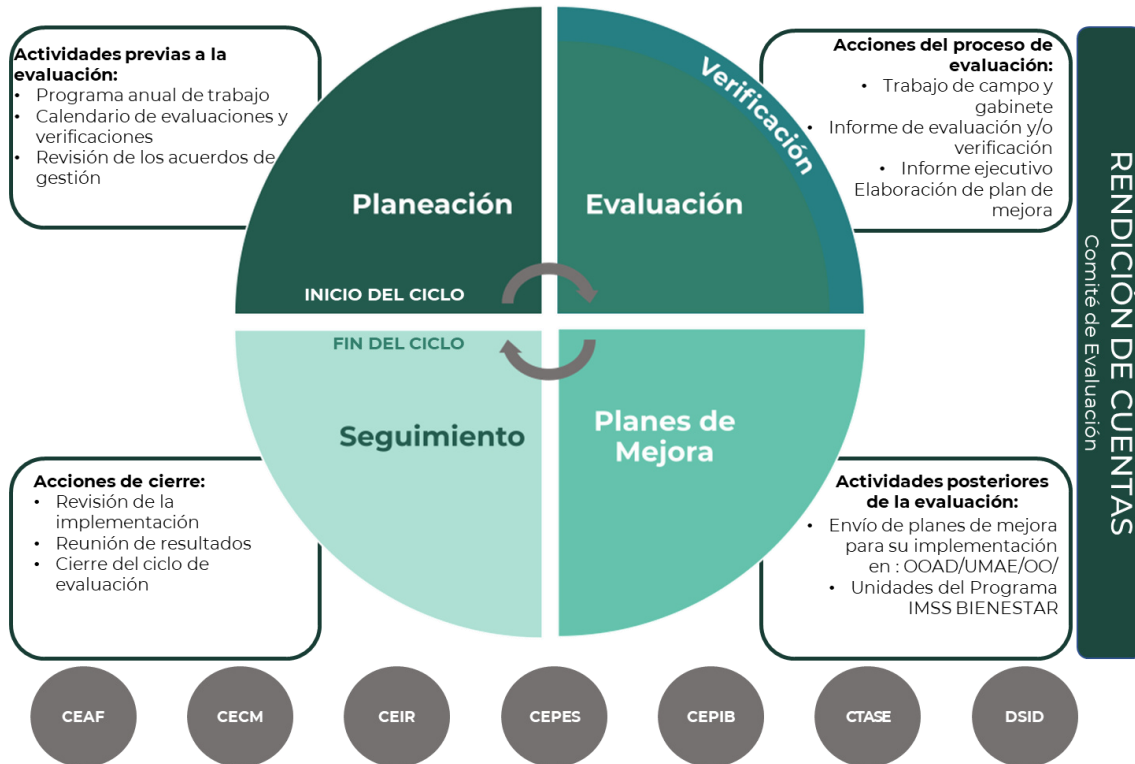 Actividades previas a la
evaluación:
• Programa anual de trabajo
• Calendario de evaluaciones y
verificaciones
• Revisión de los acuerdos de
gestión
Planeación
INICIO DEL CICLO
Verificación
Evaluación
Acciones del proceso de
evaluación:
• Trabajo de campo y
gabinete
• Informe de evaluación y/o
verificación
• Informe ejecutivo
Elaboración de plan de
mejora
FIN DEL CICLO
Seguimiento
Planes de
Mejora
Acciones de cierre:
• Revisión de la
implementación
• Reunión de resultados
• Cierre del ciclo de
evaluación
Actividades posteriores
de la evaluación:
• Envío de planes de mejora
para su implementación
en : OOAD/UMAE/OO/
• Unidades del Programa
IMSS BIENESTAR
RENDICIÓN DE CUENTAS
Comité de Evaluación
CEAF
CECM
CEIR
CEPES
CEPIB
CTASE
DSID